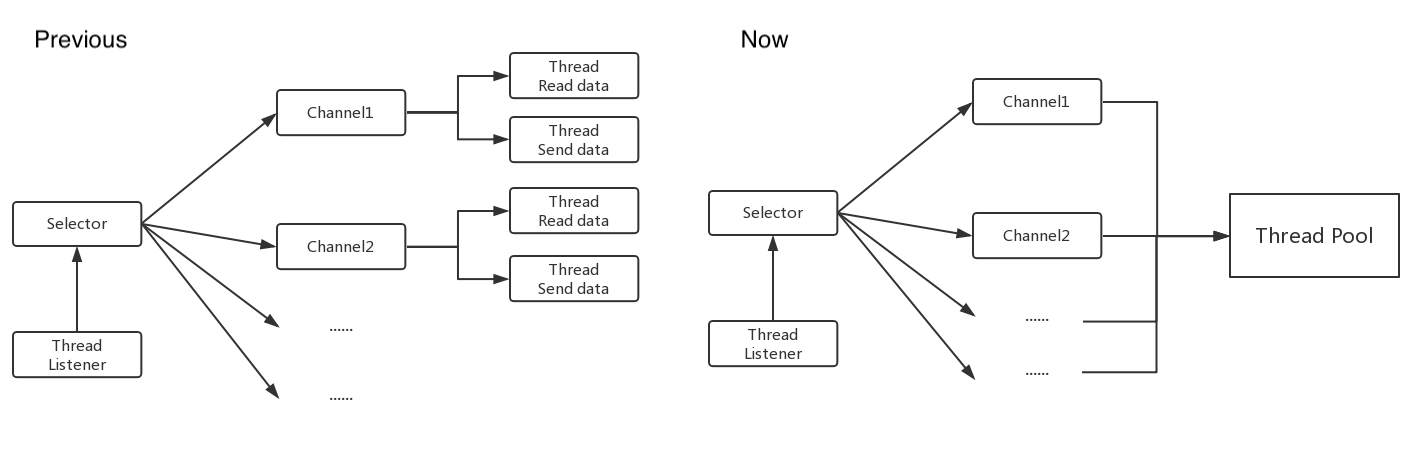 Previous
Thread
Read data
Channel1
Thread
Send data
Selector
Thread
Read data
Channel2
Thread
Send data
......
Thread
Listener
......
Now
Channel1
Selector
Channel2
Thread Pool
......
Thread
Listener
......